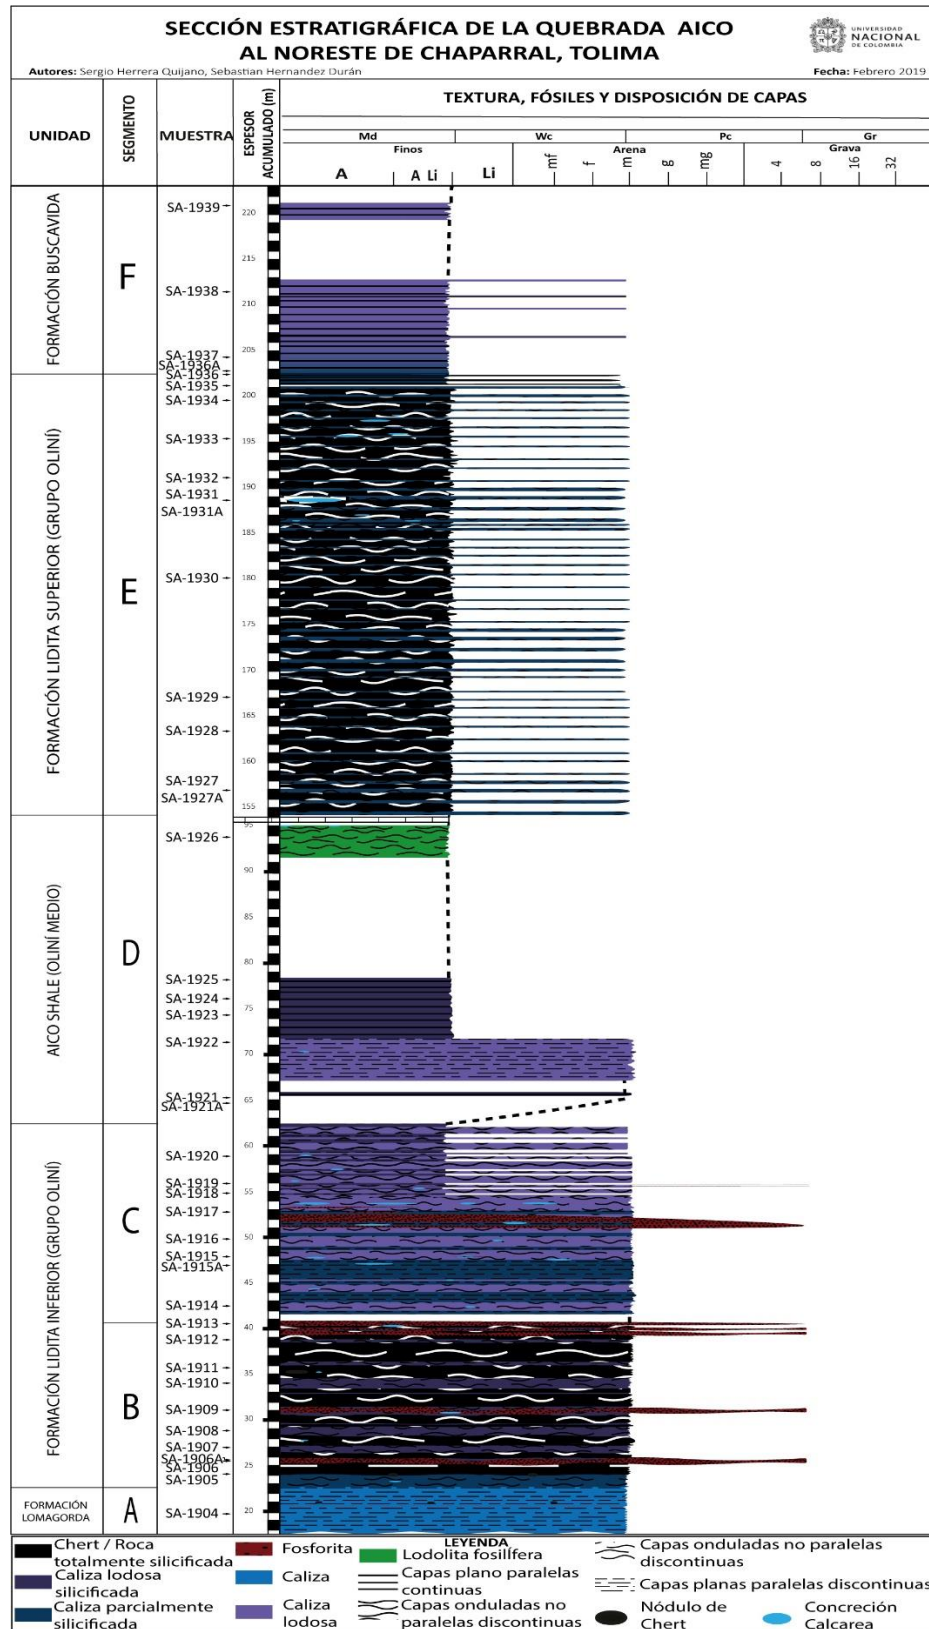 SECCIÓN ESTRATIGRÁFICA DE LA QUEBRADA AICO
AL NORESTE DE CHAPARRAL, TOLIMA
UNIVERSIDAD
NACIONAL
DE COLOMBIA
Autores: Sergio Herrera Quijano, Sebastian Hernandez Durán
Fecha: Febrero 2019
UNIDAD
SEGMENTO
MUESTRA
ESPESOR
ACUMULADO (m)
TEXTURA, FÓSILES Y DISPOSICIÓN DE CAPAS
Md Wc Pc Gr
Finos Arena Grava
A A Li Li mf f m g mg 4 8 16 32
FORMACIÓN BUSCAVIDA
F
SA-1939
220
215
SA-1938
210
SA-1937
205
SA-1936A
SA-1936
SA-1935
FORMACIÓN LIDITA SUPERIOR (GRUPO OLINÍ)
E
200
SA-1934
SA-1933
195
SA-1932
190
SA-1931
SA-1931A
185
SA-1930
180
175
170
SA-1929
165
SA-1928
160
SA-1927
SA-1927A
155
AICO SHALE (OLINÍ MEDIO)
D
95
SA-1926
90
85
80
SA-1925
SA-1924
75
SA-1923
SA-1922
70
SA-1921
65
SA-1921A
FORMACIÓN LIDITA INFERIOR (GRUPO OLINÍ)
C
60
SA-1920
SA-1919
55
SA-1918
SA-1917
50
SA-1916
SA-1915
SA-1915A
45
SA-1914
SA-1913
40
B
SA-1912
SA-1911
35
SA-1910
SA-1909
30
SA-1908
SA-1907
SA-1906A
SA-1906
25
SA-1905
FORMACIÓN
LOMAGORDA
A
SA-1904
20
LEYENDA
Chert / Roca
totalmente silicificada
Caliza lodosa
silicificada
Caliza parcialmente
silicificada
Fosforita
Caliza
Caliza
lodosa
Lodolita fosilífera
Capas plano paralelas
continuas
Capas onduladas no
paralelas discontinuas
Capas onduladas no paralelas
discontinuas
Capas planas paralelas discontinuas
Nódulo de
Chert
Concreción
Calcarea